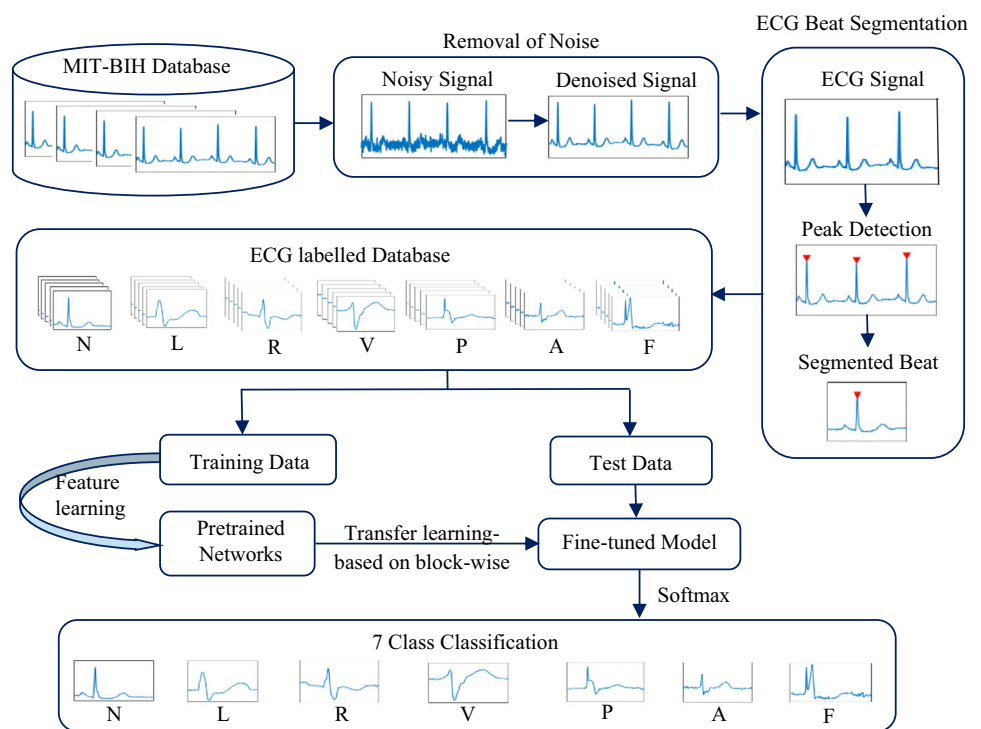 ECG Beat Segmentation
Removal of Noise
MIT-BIH Database
Noisy Signal
Denoised Signal
ECG Signal
Peak Detection
Segmented Beat
ECG labelled Database
N
L
R
V
P
A
F
Training Data
Test Data
Feature
learning
Pretrained
Networks
Transfer learning-
based on block-wise
Fine-tuned Model
Softmax
7 Class Classification
N
L
R
V
P
A
F